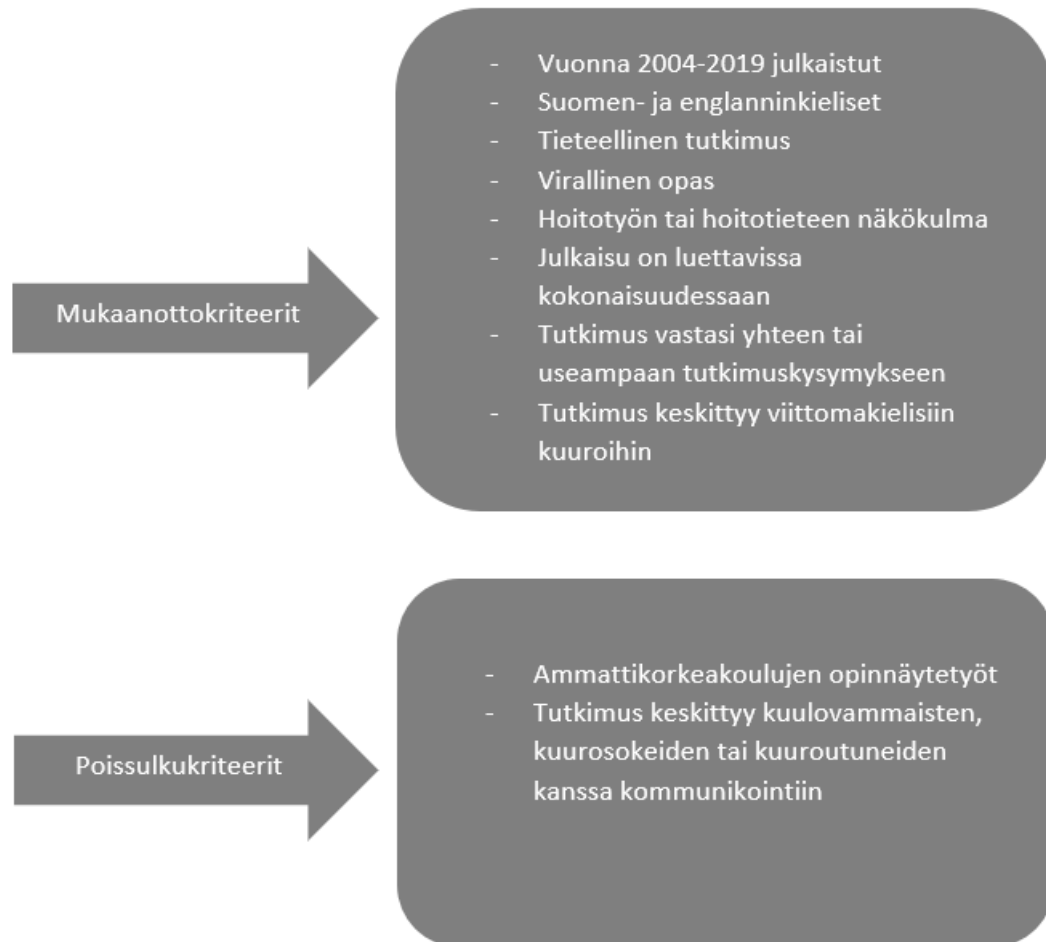 Mukaanottokriteerit
- Vuonna 2004-2019 julkaistut
- Suomen- ja englanninkieliset
- Tieteellinen tutkimus
- Virallinen opas
- Hoitotyön tai hoitotieteen näkökulma
- Julkaisu on luettavissa
kokonaisuudessaan
- Tutkimus vastasi yhteen tai
useampaan tutkimuskysymykseen
- Tutkimus keskittyy viittomakielisiin
kuuroihin
Poissulkukriteerit
- Ammattikorkeakoulujen opinnäytetyöt
- Tutkimus keskittyy kuulovammaisten,
kuurosokeiden tai kuuroutuneiden
kanssa kommunikointiin